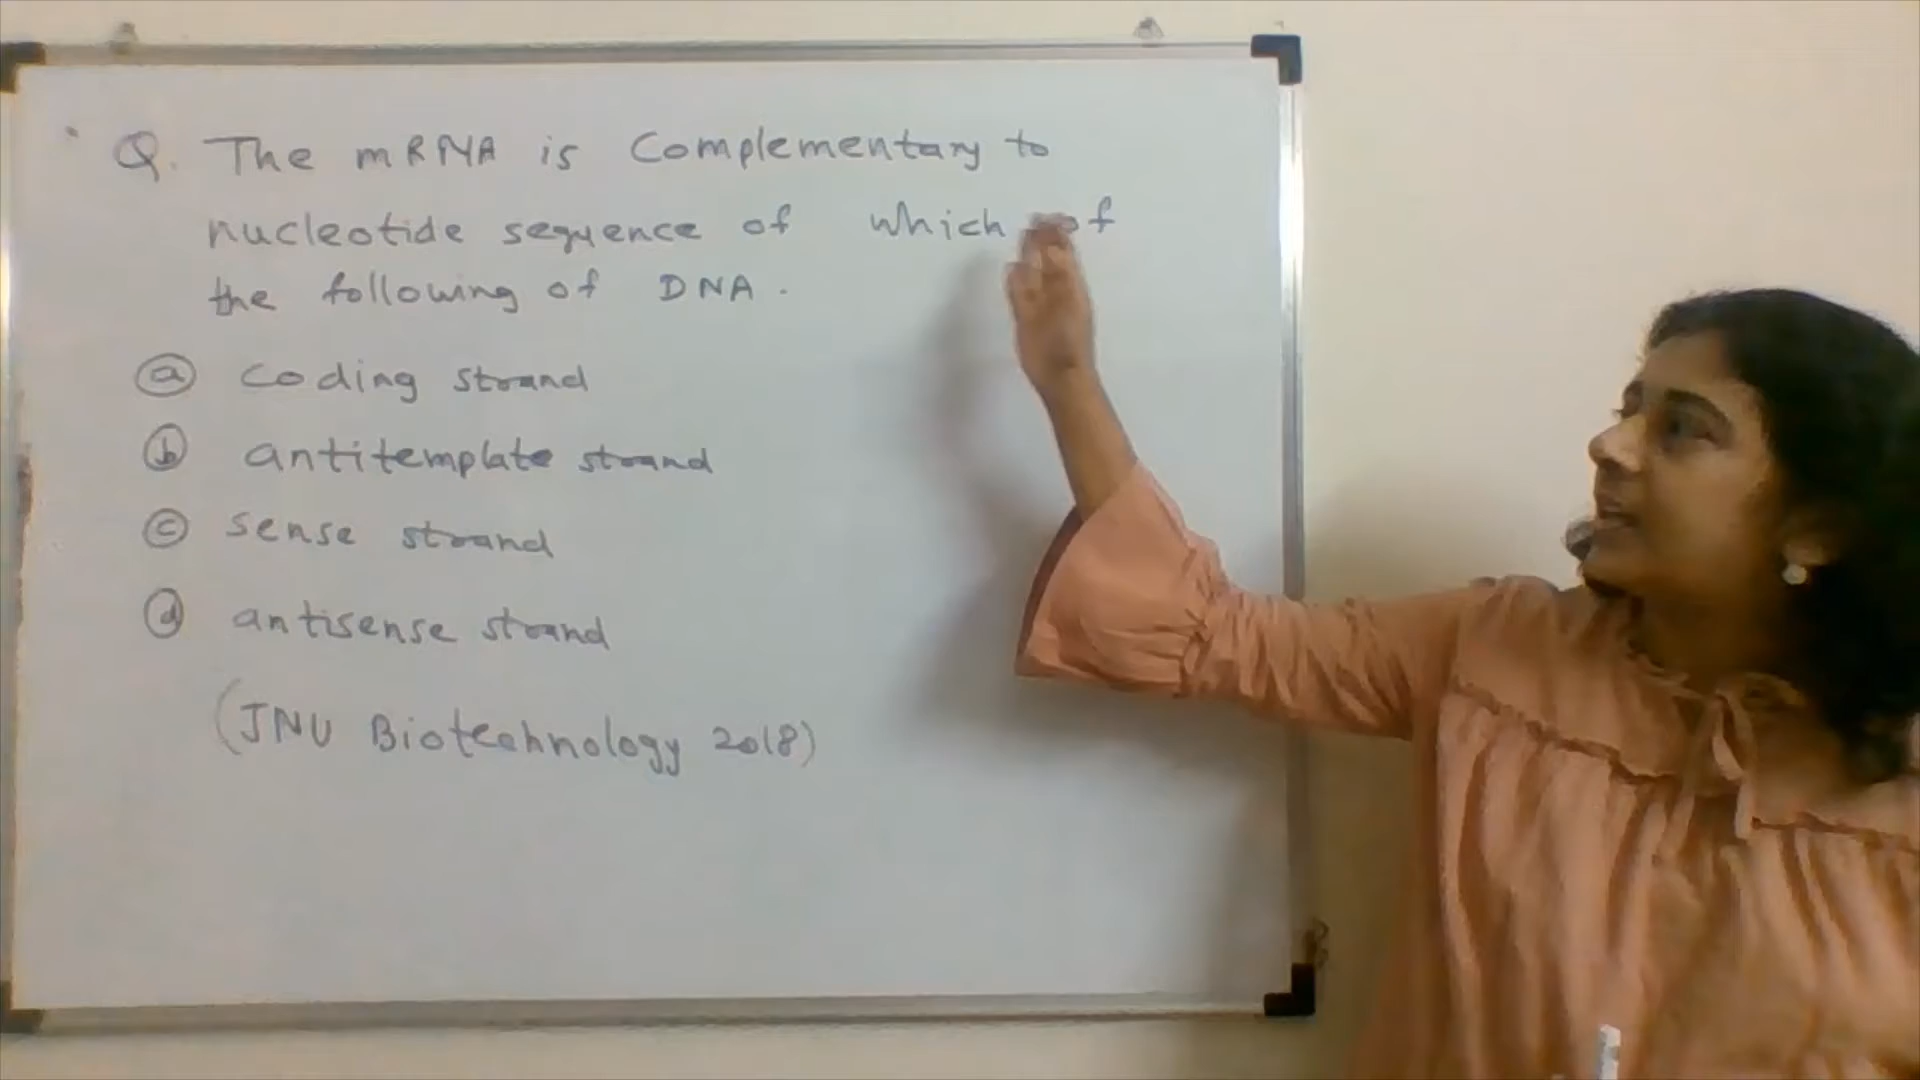 Q. The mRNA is Complementary to
nucleotide sequence of which of
the following of DNA.
(a) Coding strand
(b) antitemplate strand
(c) sense strand
(d) antisense strand
(JNU Biotechnology 2018)